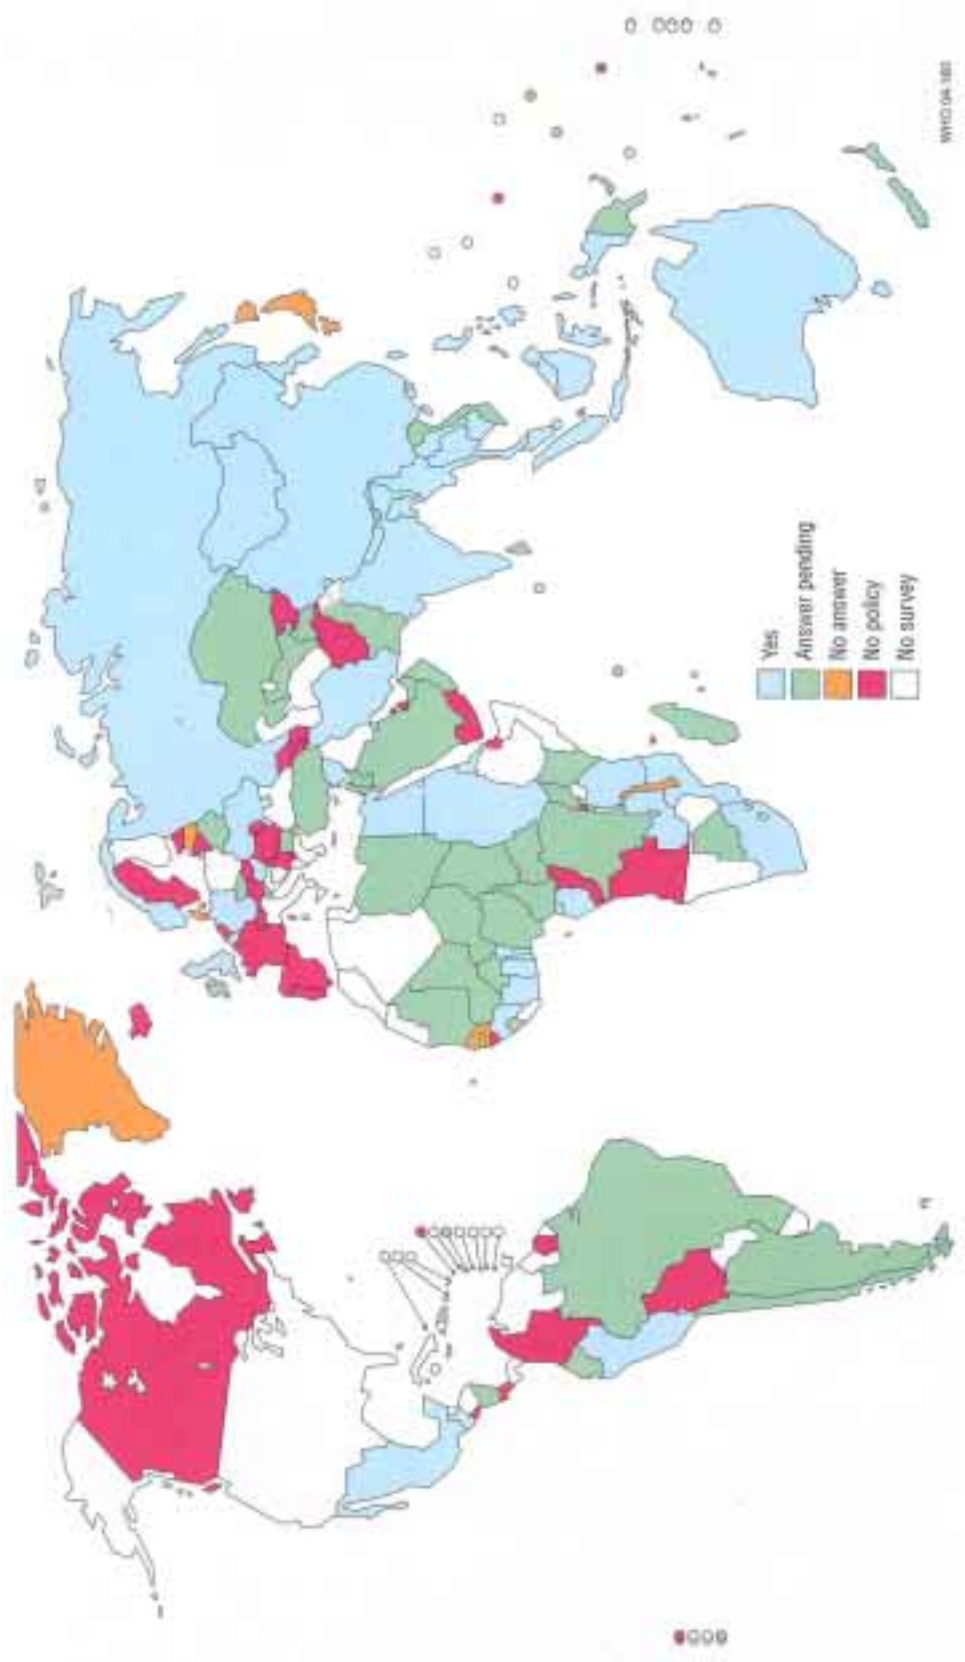 Yes
Answer pending
No answer
No policy
No survey